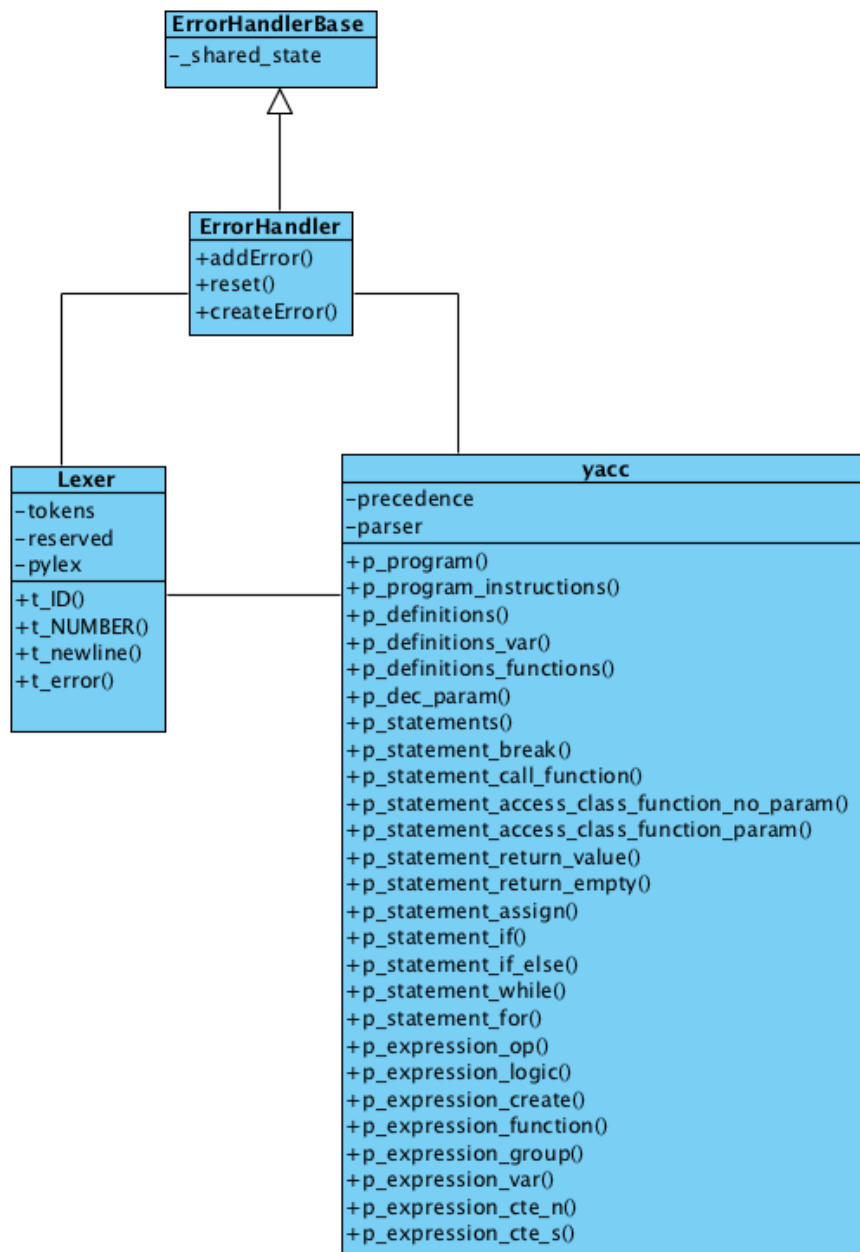 ErrorHandlerBase
-_shared_state
ErrorHandler
+addError()
+reset()
+createError()
Lexer
-tokens
-reserved
-pylex
+t_ID()
+t_NUMBER()
+t_newline()
+t_error()
yacc
-precedence
-parser
+p_program()
+p_program_instructions()
+p_definitions()
+p_definitions_var()
+p_definitions_functions()
+p_dec_param()
+p_statements()
+p_statement_break()
+p_statement_call_function()
+p_statement_access_class_function_no_param()
+p_statement_access_class_function_param()
+p_statement_return_value()
+p_statement_return_empty()
+p_statement_assign()
+p_statement_if()
+p_statement_if_else()
+p_statement_while()
+p_statement_for()
+p_expression_op()
+p_expression_logic()
+p_expression_create()
+p_expression_function()
+p_expression_group()
+p_expression_var()
+p_expression_cte_n()
+p_expression_cte_s()